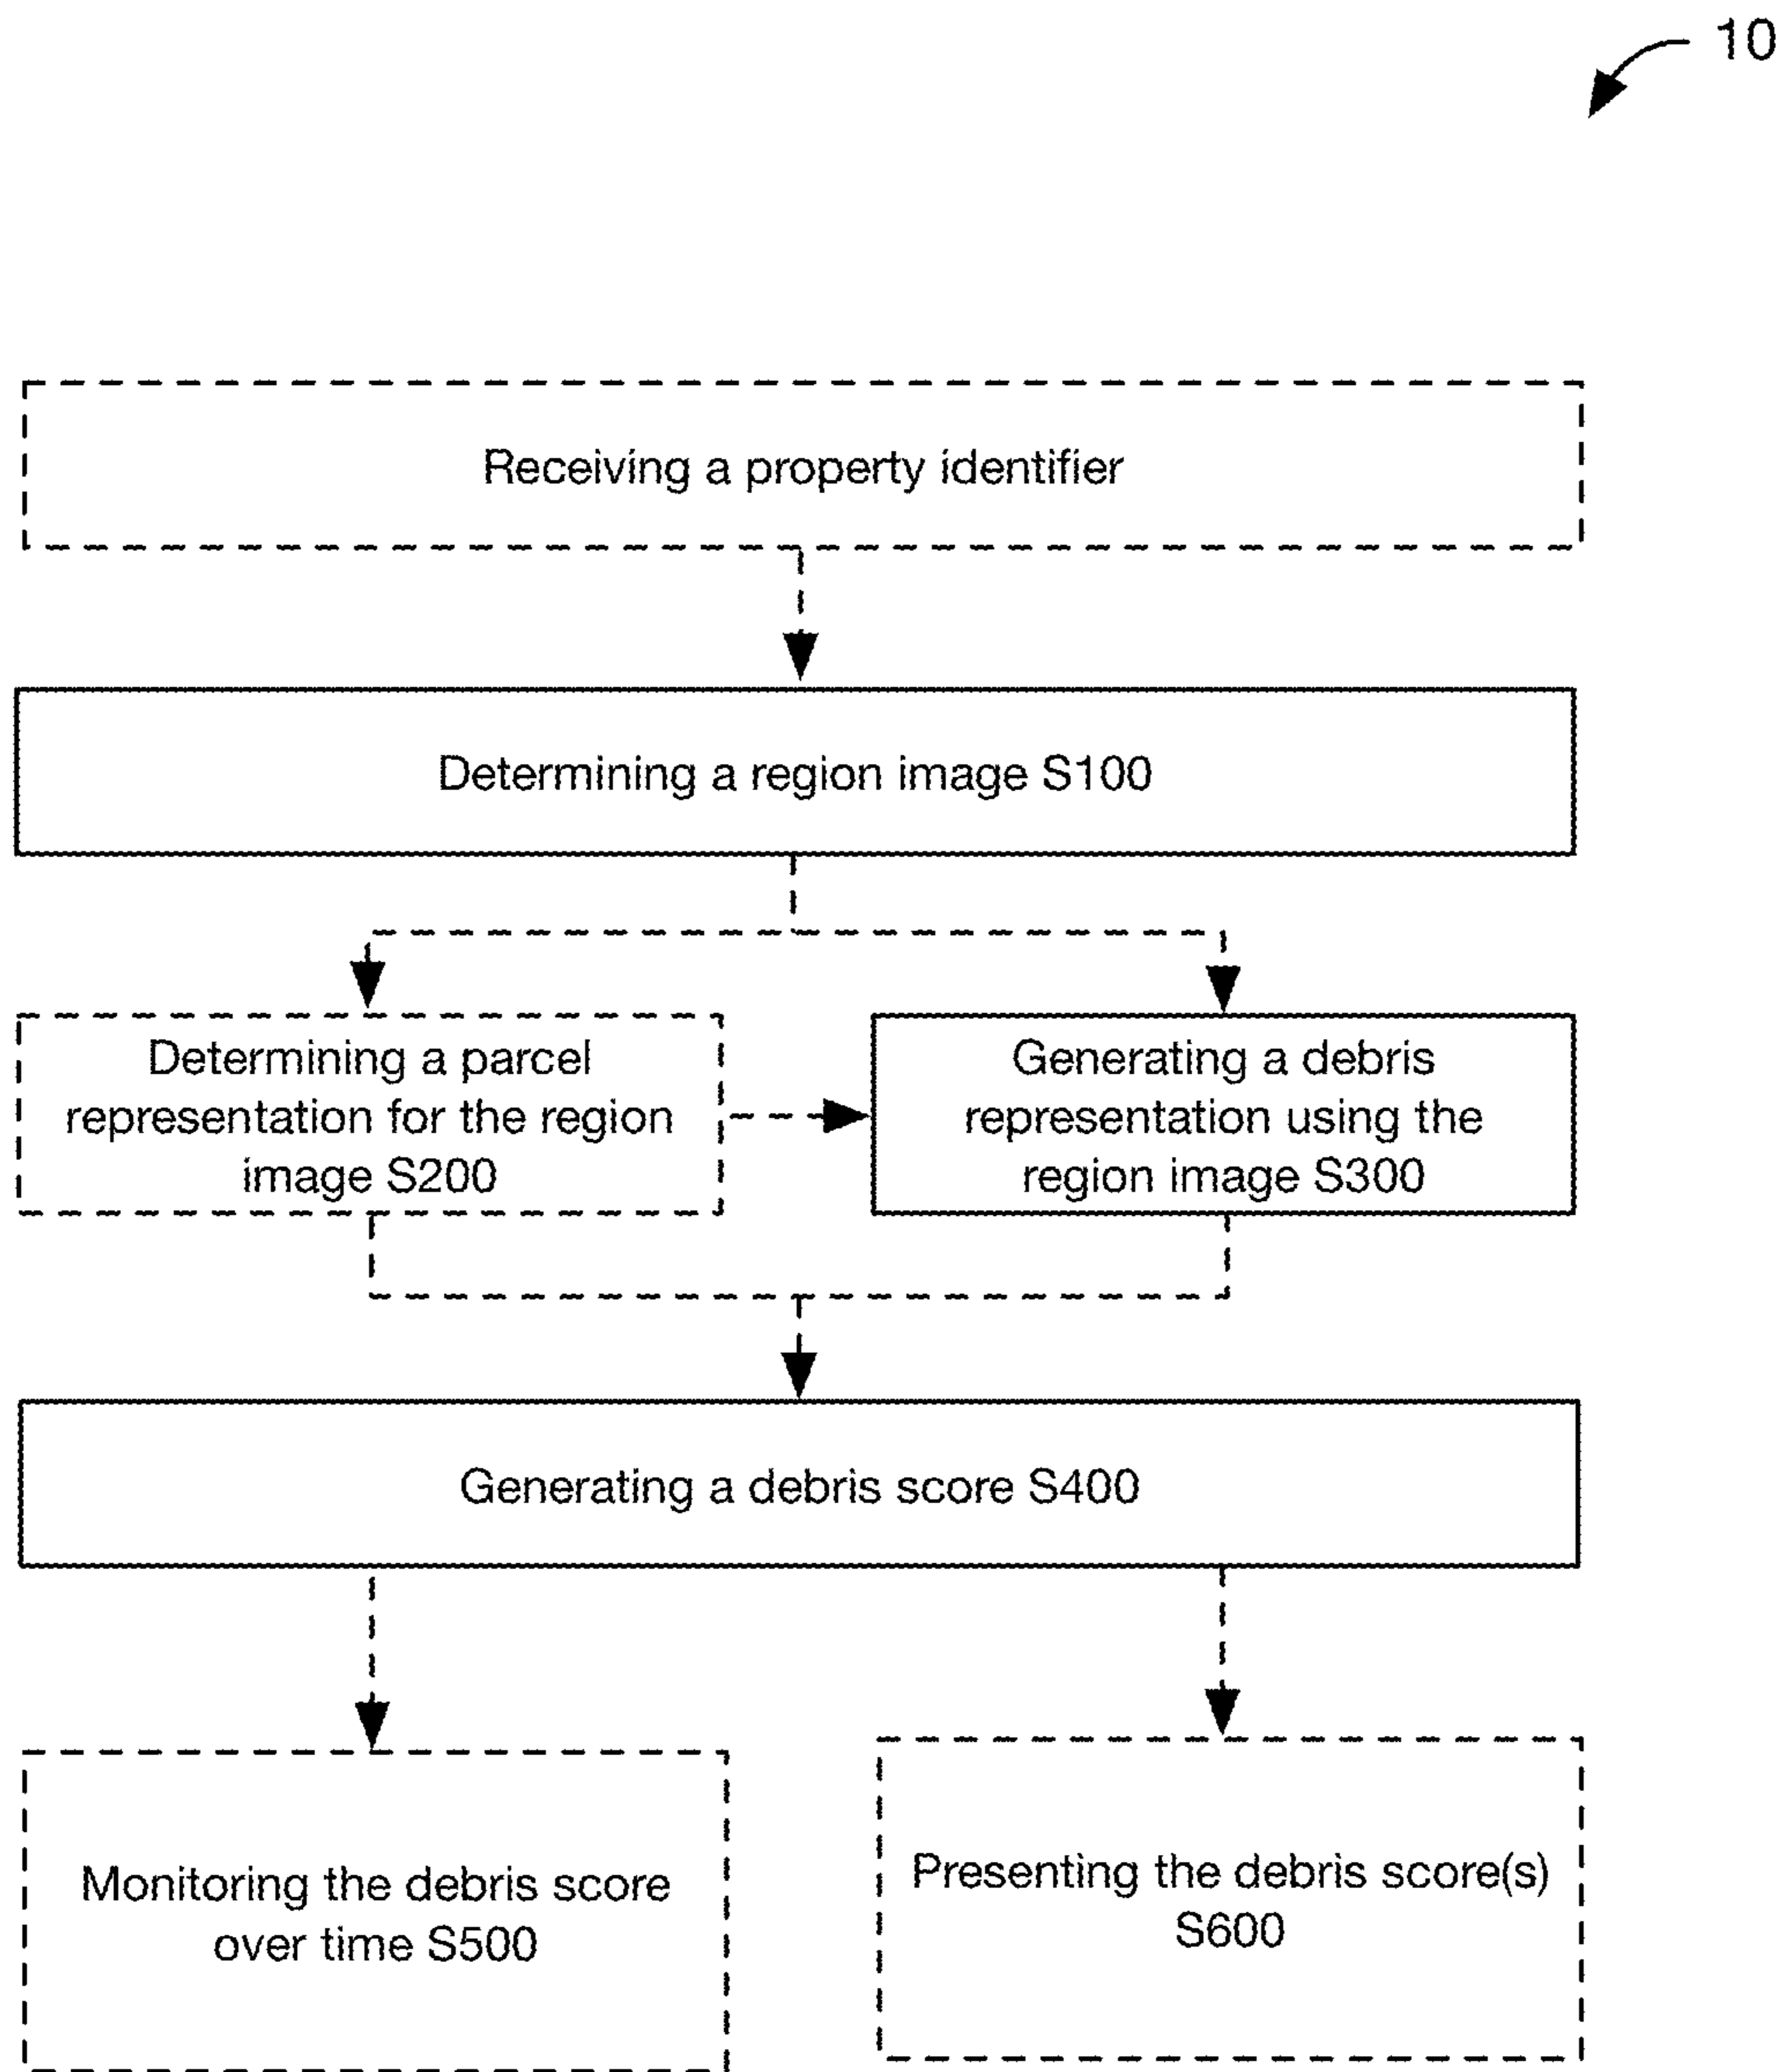 10
Receiving a property identifier
Determining a region image S100
Determining a parcel
representation for the region
image S200
Generating a debris
representation using the
region image S300
Generating a debris score S400
Monitoring the debris score
over time S500
Presenting the debris score(s)
S600